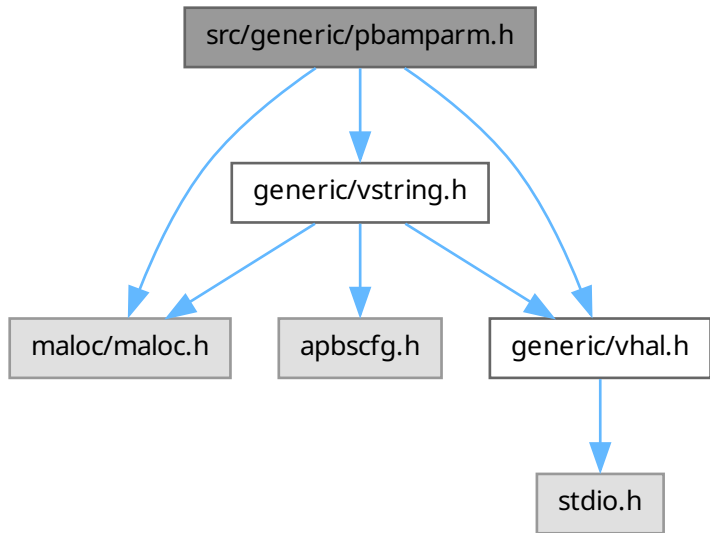 src/generic/pbamparm.h
generic/vstring.h
maloc/maloc.h
apbscfg.h
generic/vhal.h
stdio.h